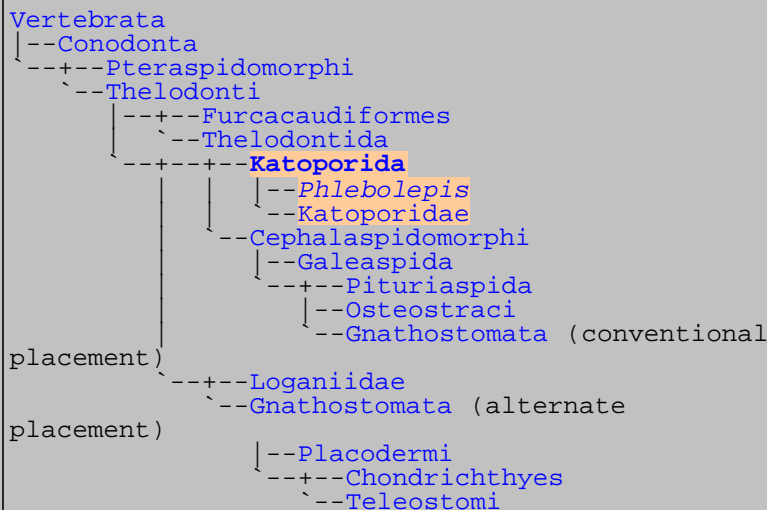 Vertebrata
|--Conodonta
`--+--Pteraspidomorphi
   `--Thelodonti
      |--+--Furcacaudiformes
      |  `--Thelodontida
      `--+--+--Katoporida
         |  |  |--Phlebolepis
         |  |  `--Katoporidae
         |  `--Cephalaspidomorphi
         |     |--Galeaspida
         |     `--+--Pituriaspida
         |        |--Osteostraci
         |        `--Gnathostomata (conventional
placement)
         `--+--Loganiidae
            `--Gnathostomata (alternate
placement)
               |--Placodermi
               `--+--Chondrichthyes
                  `--Teleostomi